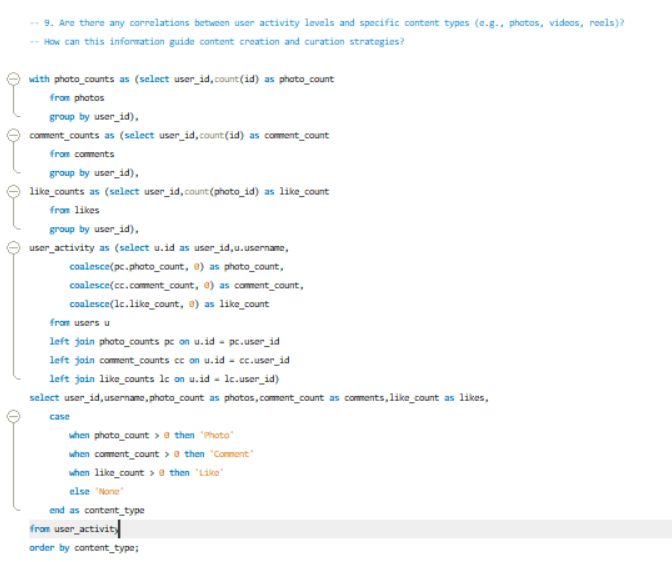 -- 9. Are there any correlations between user activity levels and specific content types (e.g., photos, videos, reels)?
-- How can this information guide content creation and curation strategies?
with photo_counts as (select user_id,count(id) as photo_count
from photos
group by user_id),
comment_counts as (select user_id,count(id) as comment_count
from comments
group by user_id),
like_counts as (select user_id,count(photo_id) as like_count
from likes
group by user_id),
user_activity as (select u.id as user_id,u.username,
coalesce(pc.photo_count, 0) as photo_count,
coalesce(cc.comment_count, 0) as comment_count,
coalesce(lc.like_count, 0) as like_count
from users u
left join photo_counts pc on u.id = pc.user_id
left join comment_counts cc on u.id = cc.user_id
left join like_counts lc on u.id = lc.user_id)
select user_id,username,photo_count as photos,comment_count as comments,like_count as likes,
case
when photo_count > 0 then 'Photo'
when comment_count > 0 then 'Comment'
when like_count > 0 then 'Like'
else 'None'
end as content_type
from user_activity
order by content_type;